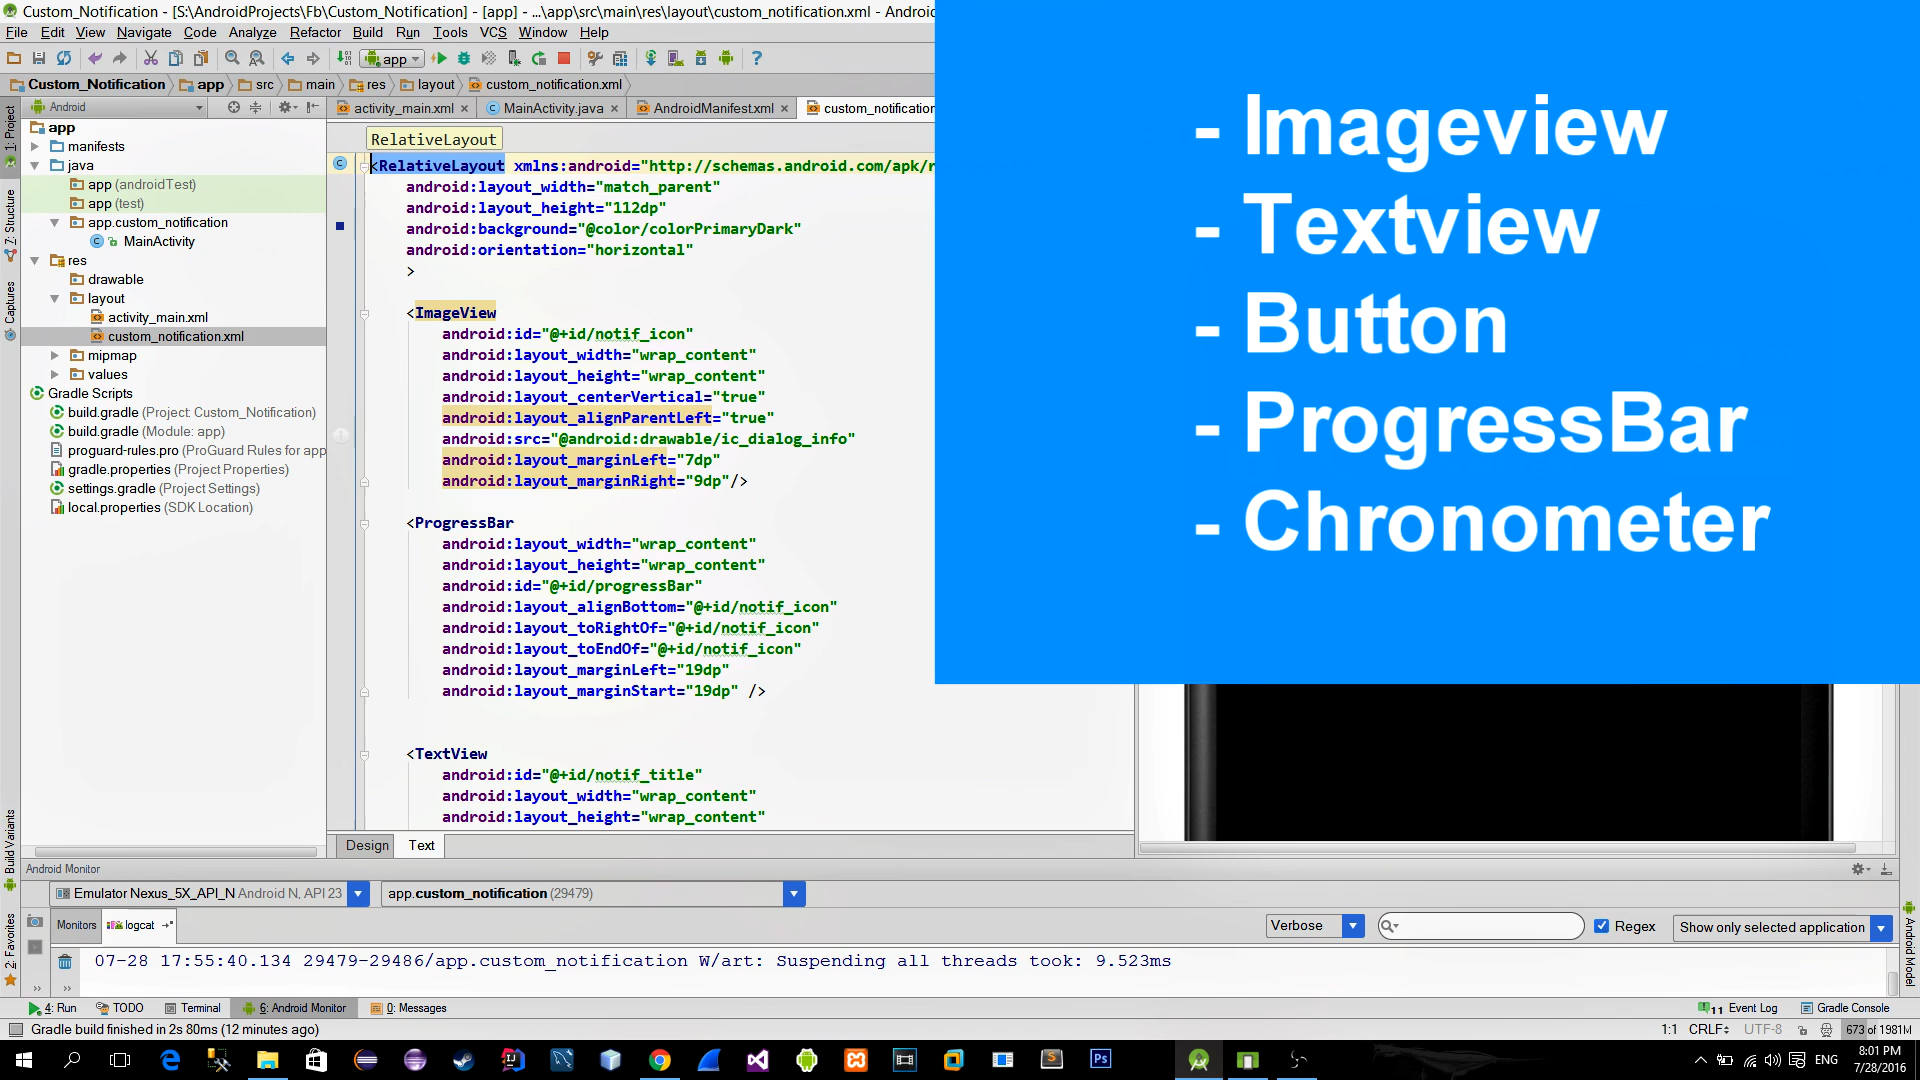 Custom_Notification - [S:\AndroidProjects\Fb\Custom_Notification] - [app] - ...\app\src\main\res\layout\custom_notification.xml - Androi
File Edit View Navigate Code Analyze Refactor Build Run Tools VCS Window Help
app
Custom_Notification app src main res layout custom_notification.xml
Android
activity_main.xml MainActivity.java AndroidManifest.xml custom_notification
1: Project
Z: Structure
Captures
Build Variants
2: Favorites
app
manifests
java
app (androidTest)
app (test)
app.custom_notification
MainActivity
res
drawable
layout
activity_main.xml
custom_notification.xml
mipmap
values
Gradle Scripts
build.gradle (Project: Custom_Notification)
build.gradle (Module: app)
proguard-rules.pro (ProGuard Rules for app
gradle.properties (Project Properties)
settings.gradle (Project Settings)
local.properties (SDK Location)
RelativeLayout
<RelativeLayout xmlns:android="http://schemas.android.com/apk/r
android:layout_width="match_parent"
android:layout_height="112dp"
android:background="@color/colorPrimaryDark"
android:orientation="horizontal"
>
<ImageView
android:id="@+id/notif_icon"
android:layout_width="wrap_content"
android:layout_height="wrap_content"
android:layout_centerVertical="true"
android:layout_alignParentLeft="true"
android:src="@android:drawable/ic_dialog_info"
android:layout_marginLeft="7dp"
android:layout_marginRight="9dp"/>
<ProgressBar
android:layout_width="wrap_content"
android:layout_height="wrap_content"
android:id="@+id/progressBar"
android:layout_alignBottom="@+id/notif_icon"
android:layout_toRightOf="@+id/notif_icon"
android:layout_toEndOf="@+id/notif_icon"
android:layout_marginLeft="19dp"
android:layout_marginStart="19dp" />
<TextView
android:id="@+id/notif_title"
android:layout_width="wrap_content"
android:layout_height="wrap_content"
- Imageview
- Textview
- Button
- ProgressBar
- Chronometer
Design Text
Android Monitor
Emulator Nexus_5X_API_N Android N, API 23 app.custom_notification (29479)
Monitors logcat Verbose Regex Show only selected application
07-28 17:55:40.134 29479-29486/app.custom_notification W/art: Suspending all threads took: 9.523ms
Android Model
4: Run TODO Terminal 6: Android Monitor 0: Messages 11 Event Log Gradle Console
Gradle build finished in 2s 80ms (12 minutes ago) 1:1 CRLF UTF-8 673 of 1981M
ENG 8:01 PM
7/28/2016